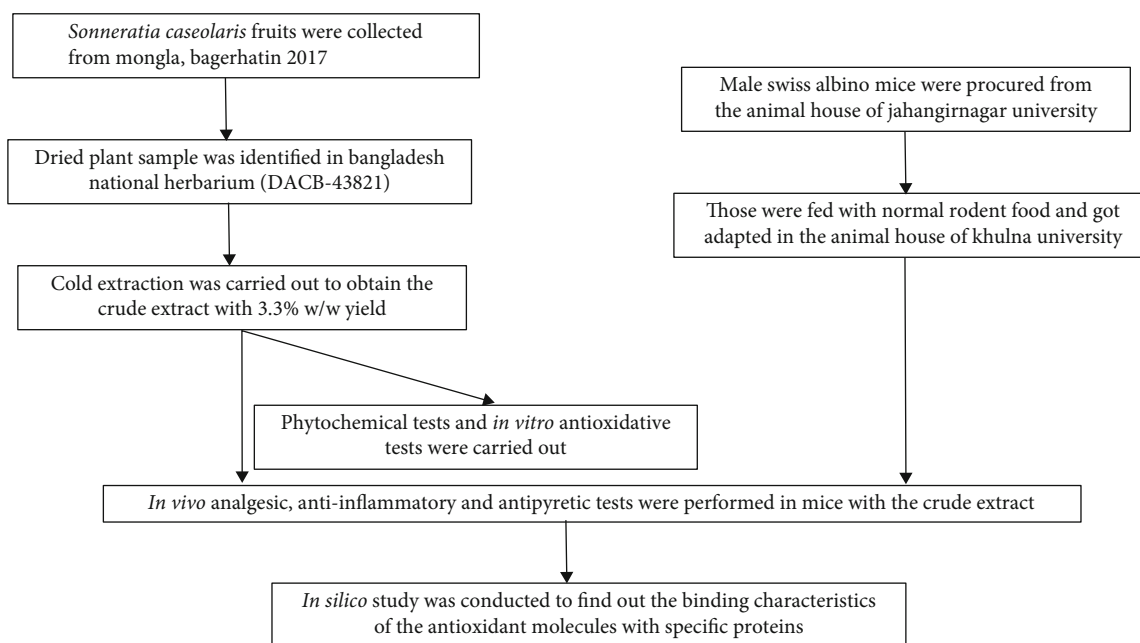 Sonneratia caseolaris fruits were collected
from mongla, bagerhatin 2017
Male swiss albino mice were procured from
the animal house of jahangirnagar university
Dried plant sample was identified in bangladesh
national herbarium (DACB-43821)
Those were fed with normal rodent food and got
adapted in the animal house of khulna university
Cold extraction was carried out to obtain the
crude extract with 3.3% w/w yield
Phytochemical tests and in vitro antioxidative
tests were carried out
In vivo analgesic, anti-inflammatory and antipyretic tests were performed in mice with the crude extract
In silico study was conducted to find out the binding characteristics
of the antioxidant molecules with specific proteins